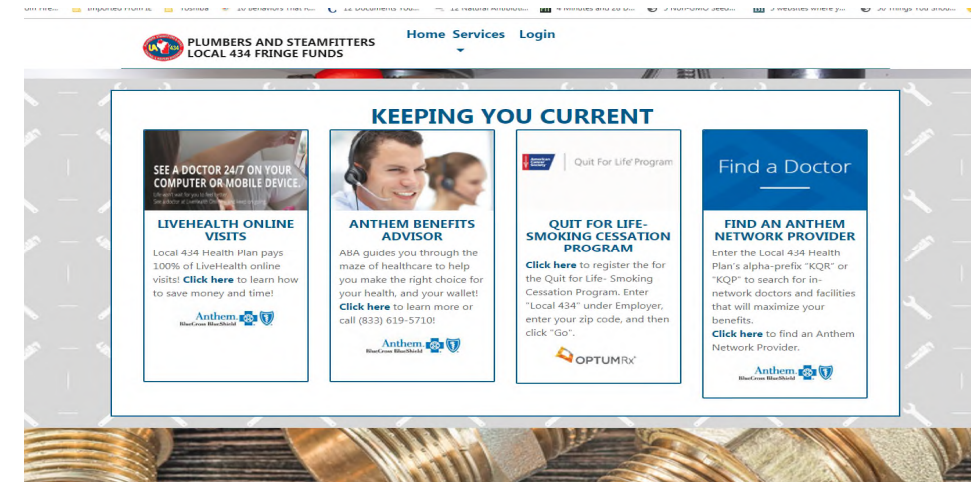 Imported From IE
Toshiba
PLUMBERS AND STEAMFITTERS
LOCAL 434 FRINGE FUNDS
Home Services Login
KEEPING YOU CURRENT
SEE A DOCTOR 24/7 ON YOUR
COMPUTER OR MOBILE DEVICE.
LIVEHEALTH ONLINE
VISITS
Local 434 Health Plan pays
100% of LiveHealth online
visits! Click here to learn how
to save money and time!
Anthem.
BlueCross BlueShield
ANTHEM BENEFITS
ADVISOR
ABA guides you through the
maze of healthcare to help
you make the right choice for
your health, and your wallet!
Click here to learn more or
call (833) 619-5710!
Anthem.
BlueCross BlueShield
American
Cancer
Society
Quit For Life Program
QUIT FOR LIFE-
SMOKING CESSATION
PROGRAM
Click here to register the for
the Quit for Life- Smoking
Cessation Program. Enter
"Local 434" under Employer,
enter your zip code, and then
click "Go".
OPTUMRx
Find a Doctor
FIND AN ANTHEM
NETWORK PROVIDER
Enter the Local 434 Health
Plan's alpha-prefix "KQR" or
"KQP" to search for in-
network doctors and facilities
that will maximize your
benefits.
Click here to find an Anthem
Network Provider.
Anthem.
BlueCross BlueShield